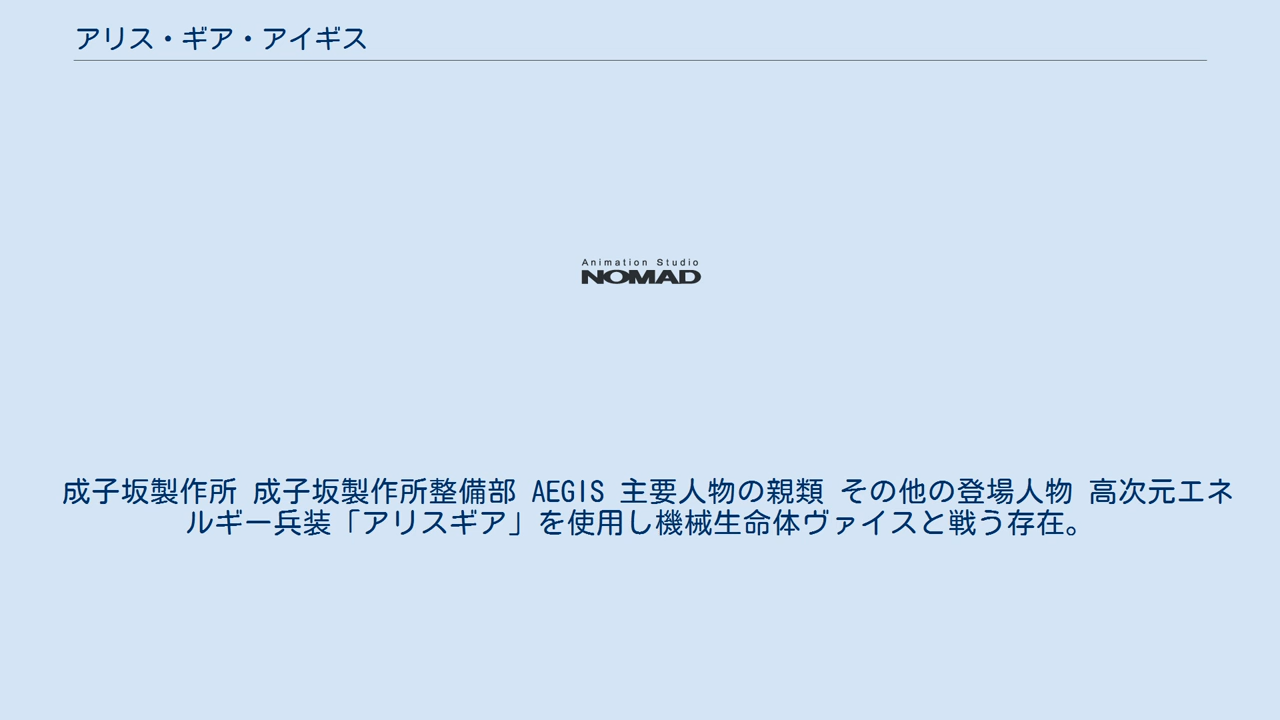 アリス・ギア・アイギス
Animation Studio
NOMAD
成子坂製作所 成子坂製作所整備部 AEGIS 主要人物の親類 その他の登場人物 高次元エネ
ルギー兵装「アリスギア」を使用し機械生命体ヴァイスと戦う存在。